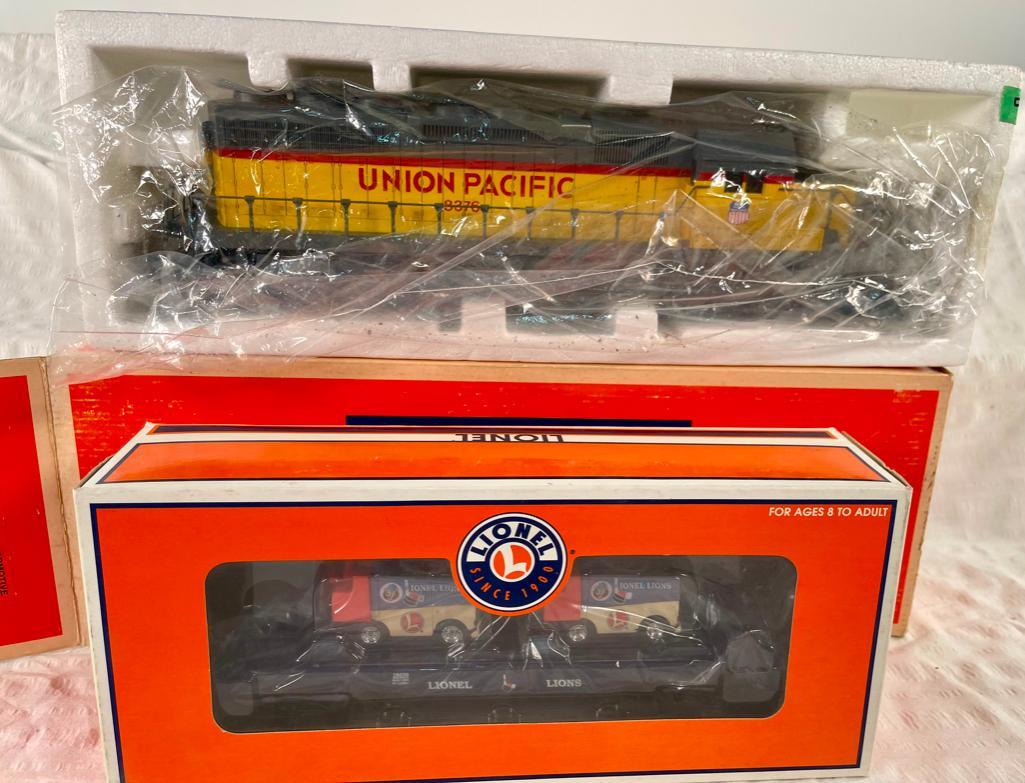 UNION PACIFIC
8376
LIONEL
FOR AGES 8 TO ADULT
LIONEL
L
SINCE 1900
LIONEL LIONS
LIONEL LIONS
LIONEL LIONS